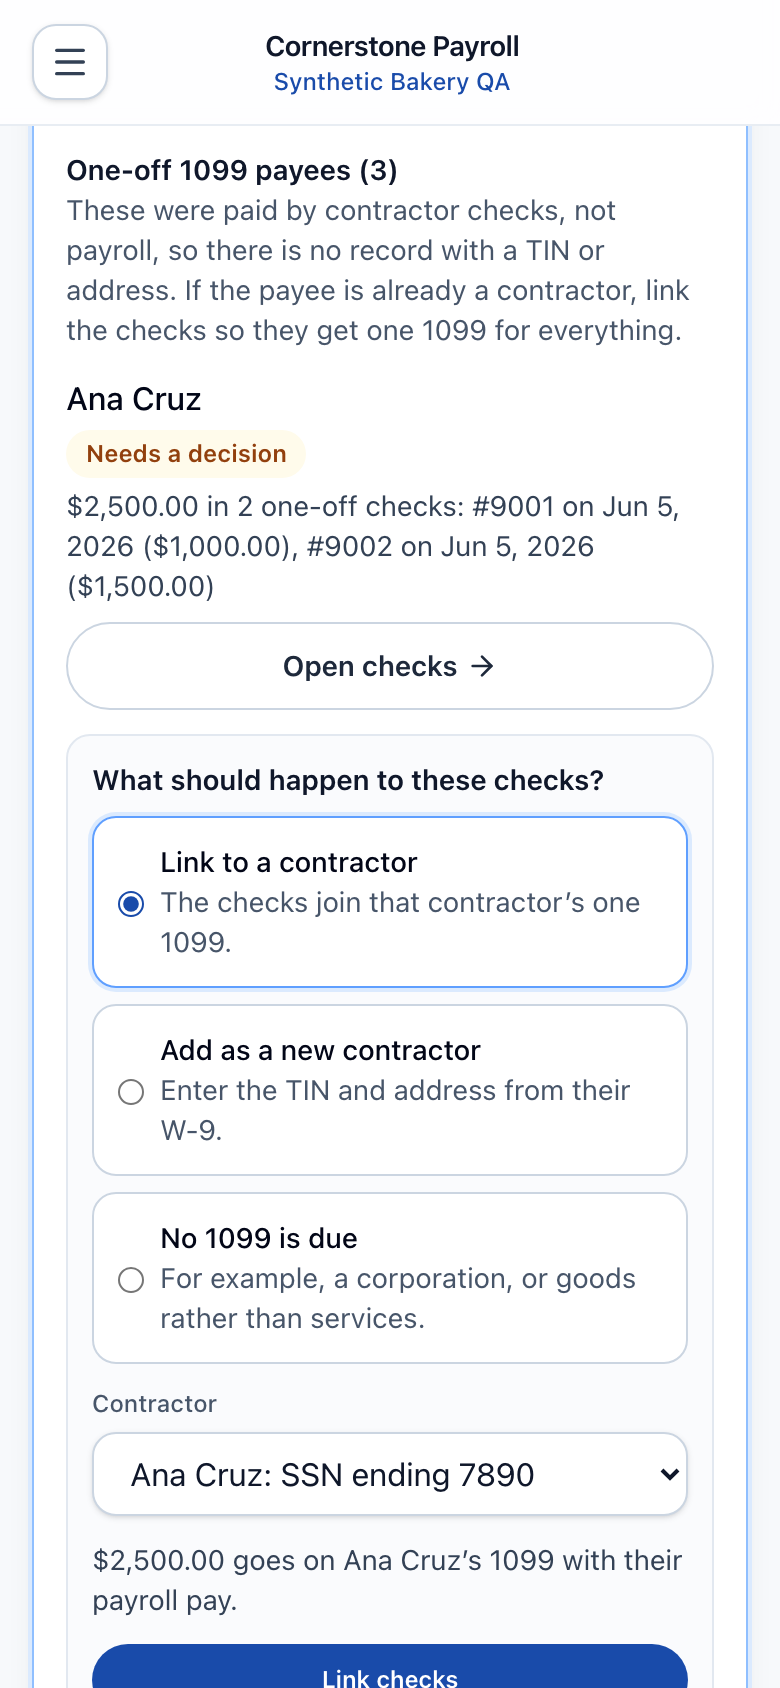 Cornerstone Payroll
Synthetic Bakery QA
One-off 1099 payees (3)
These were paid by contractor checks, not
payroll, so there is no record with a TIN or
address. If the payee is already a contractor, link
the checks so they get one 1099 for everything.
Ana Cruz
Needs a decision
$2,500.00 in 2 one-off checks: #9001 on Jun 5,
2026 ($1,000.00), #9002 on Jun 5, 2026
($1,500.00)
Open checks →
What should happen to these checks?
Link to a contractor
The checks join that contractor’s one
1099.
Add as a new contractor
Enter the TIN and address from their
W-9.
No 1099 is due
For example, a corporation, or goods
rather than services.
Contractor
Ana Cruz: SSN ending 7890
$2,500.00 goes on Ana Cruz’s 1099 with their
payroll pay.
Link checks